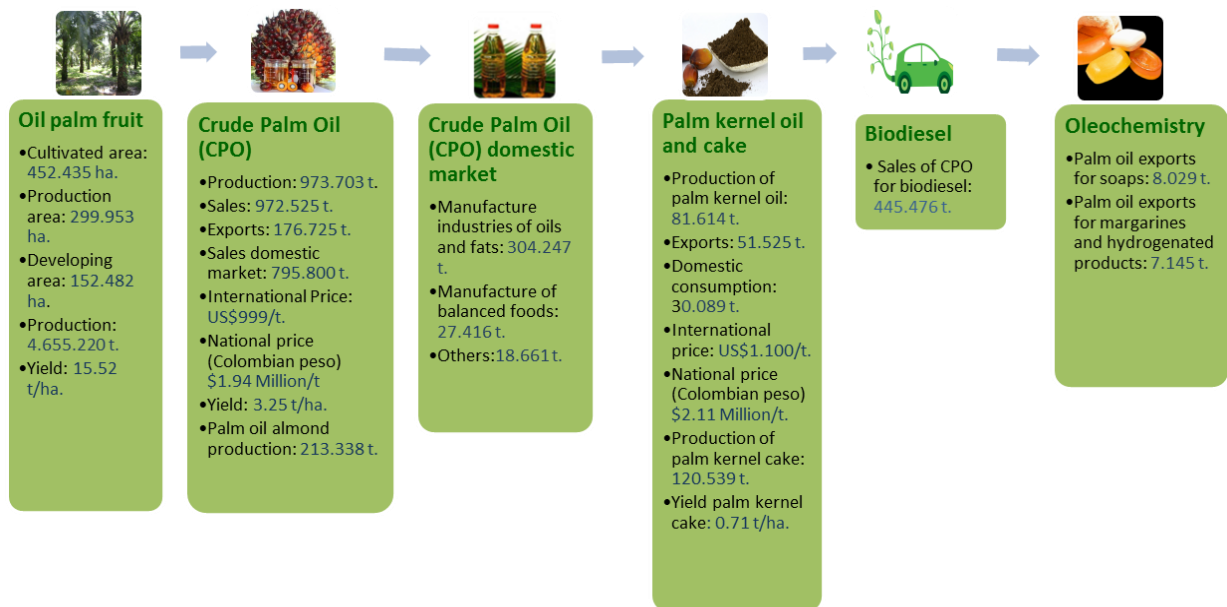 Oil palm fruit
•Cultivated area:
452.435 ha.
•Production
area: 299.953
ha.
•Developing
area: 152.482
ha.
•Production:
4.655.220t.
•Yield: 15.52
t/ha.
Crude Palm Oil
(CPO)
•Production: 973.703 t.
•Sales: 972.525 t.
•Exports: 176.725 t.
•Sales domestic
market: 795.800 t.
•International Price:
US$999/t.
•National price
(Colombian peso)
$1.94 Million/t
•Yield: 3.25 t/ha.
•Palm oil almond
production: 213.338 t.
Crude Palm Oil
(CPO) domestic
market
•Manufacture
industries of oils
and fats: 304.247
t.
•Manufacture of
balanced foods:
27.416 t.
•Others:18.661 t.
Palm kernel oil
and cake
•Production of
palm kernel oil:
81.614 t.
•Exports: 51.525 t.
•Domestic
consumption:
30.089 t.
•International
price: US$1.100/t.
•National price
(Colombian peso)
$2.11 Million/t.
•Production of
palm kernel cake:
120.539 t.
•Yield palm kernel
cake: 0.71 t/ha.
Biodiesel
• Sales of CPO
for biodiesel:
445.476 t.
Oleochemistry
•Palm oil exports
for soaps: 8.029 t.
•Palm oil exports
for margarines
and hydrogenated
products: 7.145 t.